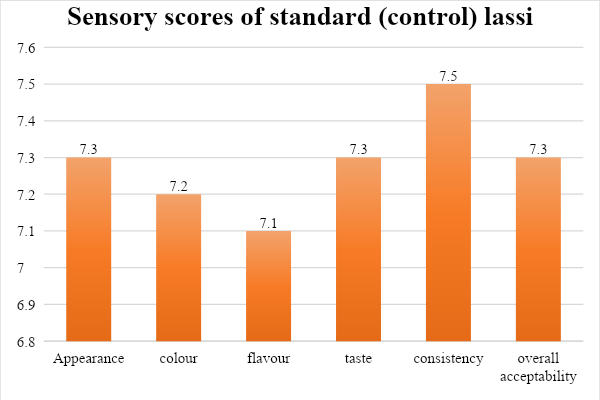 Sensory scores of standard (control) lassi
7.6
7.5
7.4
7.3
7.2
7.1
7
6.9
6.8
7.3
7.2
7.1
7.3
7.5
7.3
Appearance
colour
flavour
taste
consistency
overall
acceptability